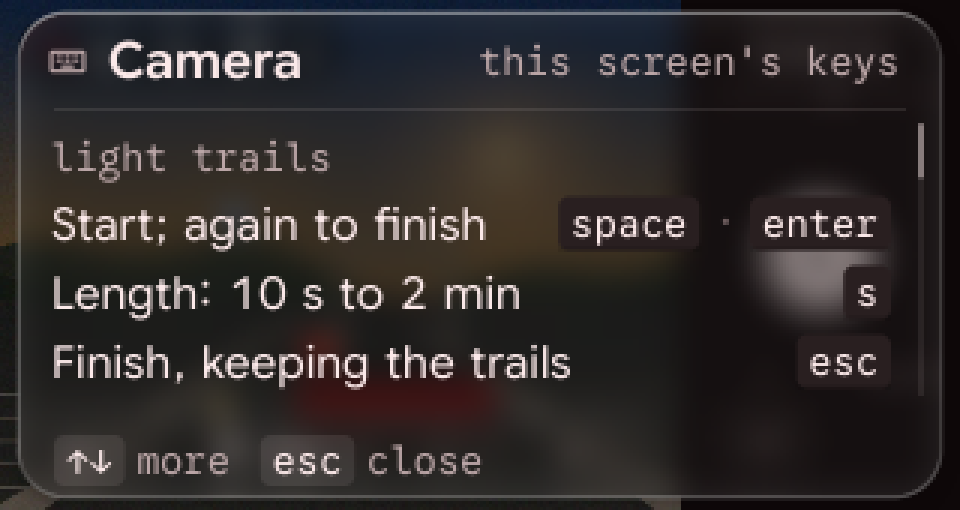 Camera this screen's keys
light trails
Start; again to finish space · enter
Length: 10 s to 2 min s
Finish, keeping the trails esc
↑↓ more esc close